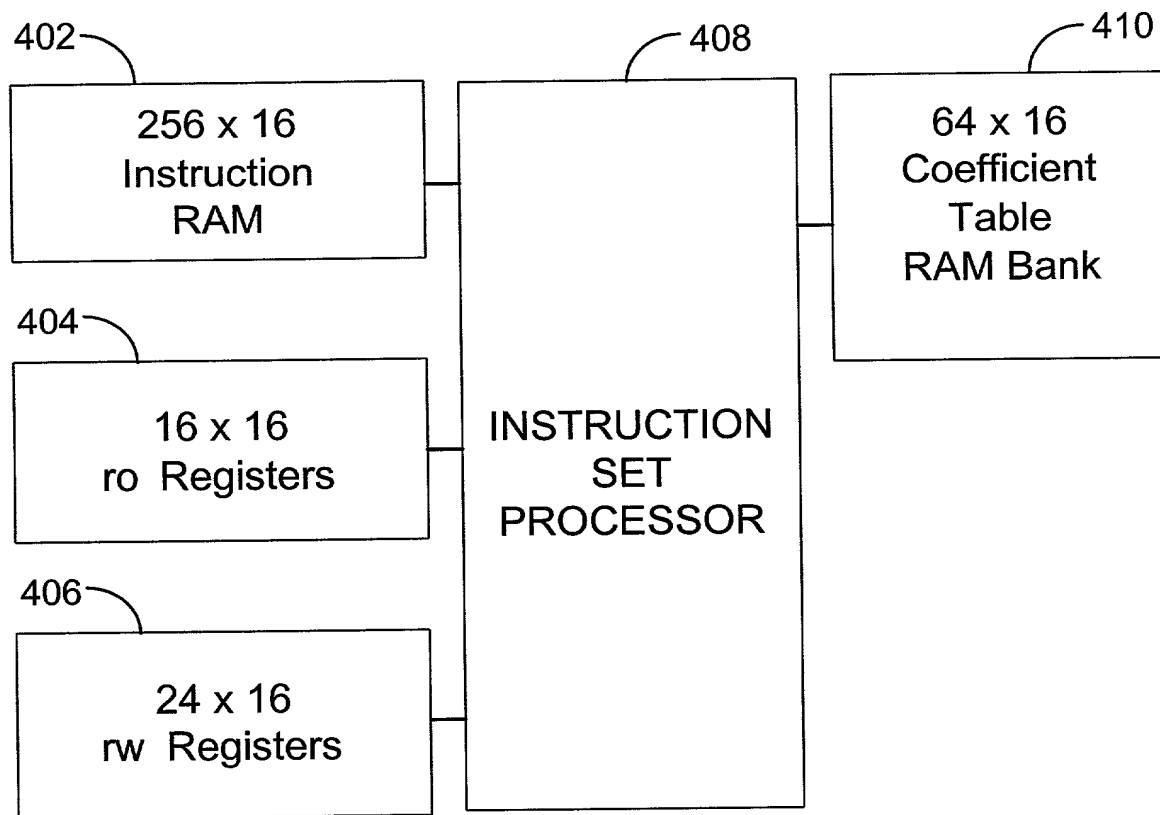 402
256 x 16
Instruction
RAM
404
16 x 16
ro Registers
406
24 x 16
rw Registers
408
INSTRUCTION
SET
PROCESSOR
410
64 x 16
Coefficient
Table
RAM Bank